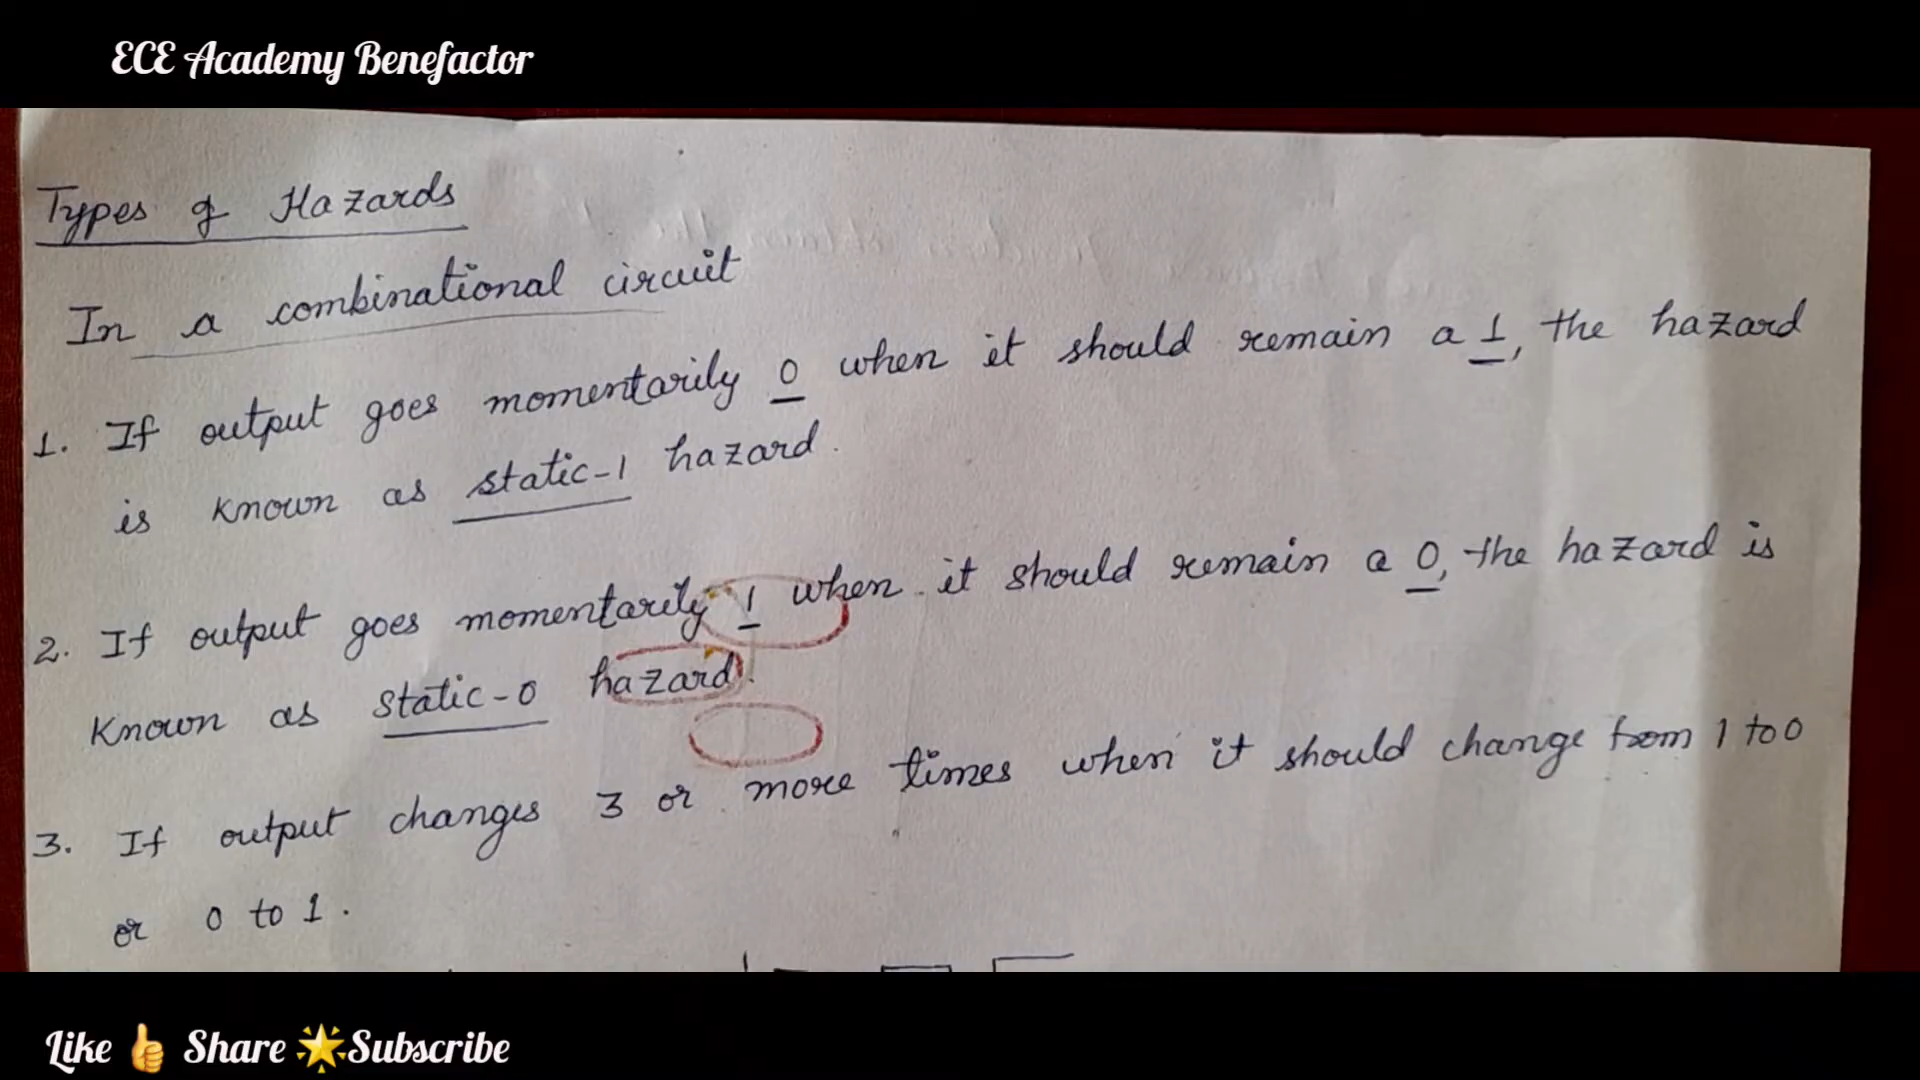 ECE Academy Benefactor
Types of Hazards
In a combinational circuit
1. If output goes momentarily 0 when it should remain a 1, the hazard
is known as static-1 hazard.
2. If output goes momentarily 1 when it should remain a 0, the hazard is
known as static-0 hazard.
3. If output changes 3 or more times when it should change from 1 to 0
or 0 to 1.
Like 👍 Share 🌟Subscribe